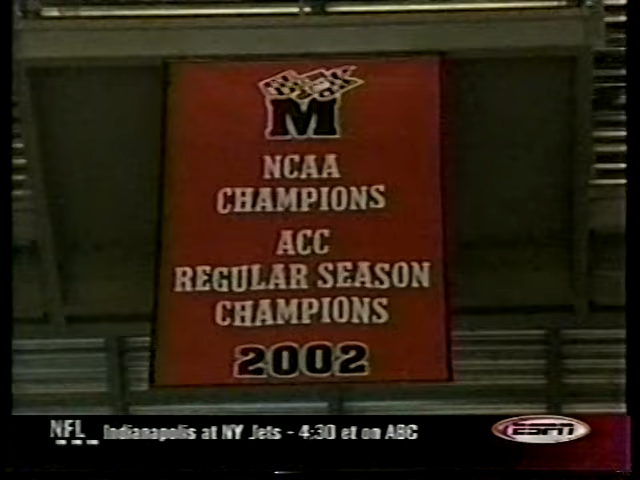 M
NCAA
CHAMPIONS
ACC
REGULAR SEASON
CHAMPIONS
2002
NFL Indianapolis at NY Jets - 4:30 et on ABC
ESPN